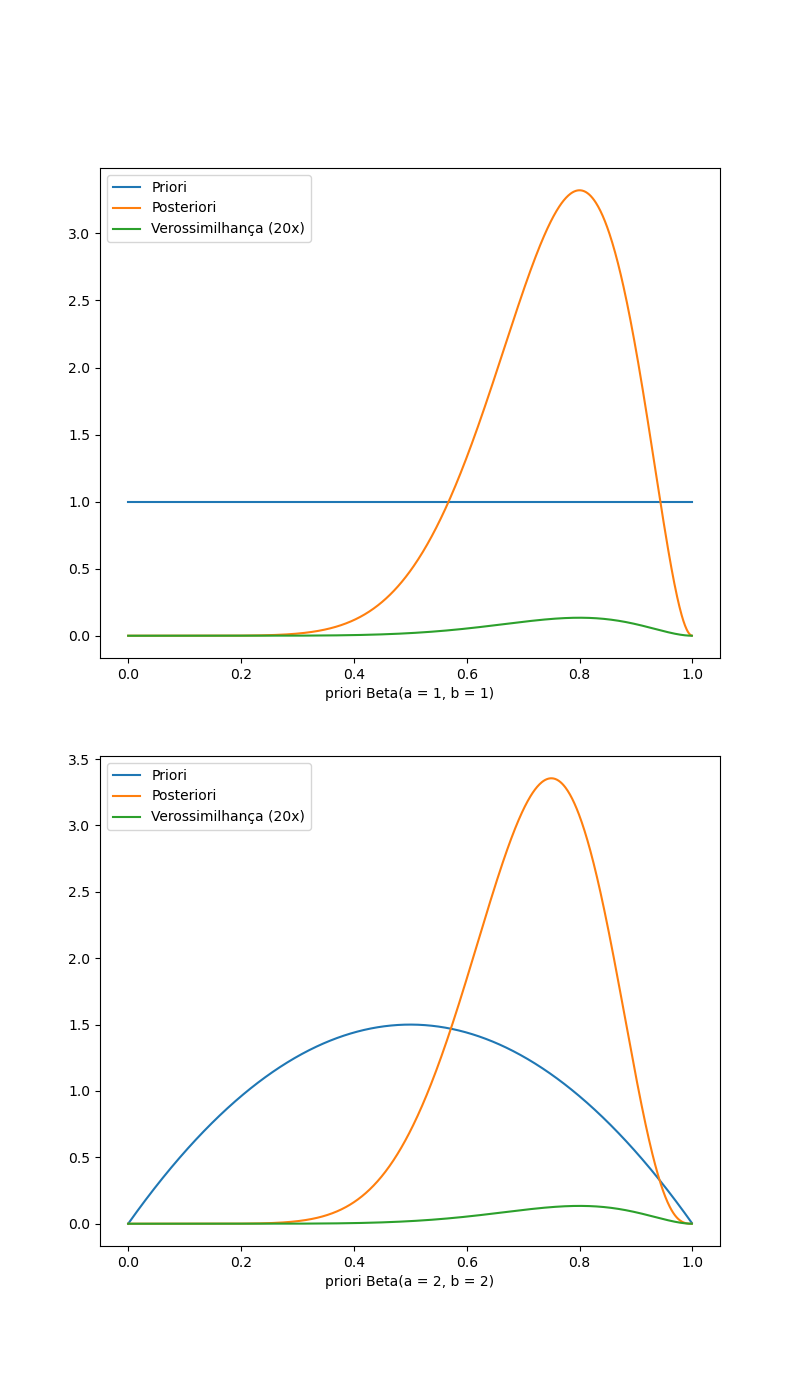 Priori
Posteriori
Verossimilhança (20x)
3.0
2.5
2.0
1.5
1.0
0.5
0.0
0.0 0.2 0.4 0.6 0.8 1.0
priori Beta(a = 1, b = 1)
3.5
Priori
Posteriori
Verossimilhança (20x)
3.0
2.5
2.0
1.5
1.0
0.5
0.0
0.0 0.2 0.4 0.6 0.8 1.0
priori Beta(a = 2, b = 2)